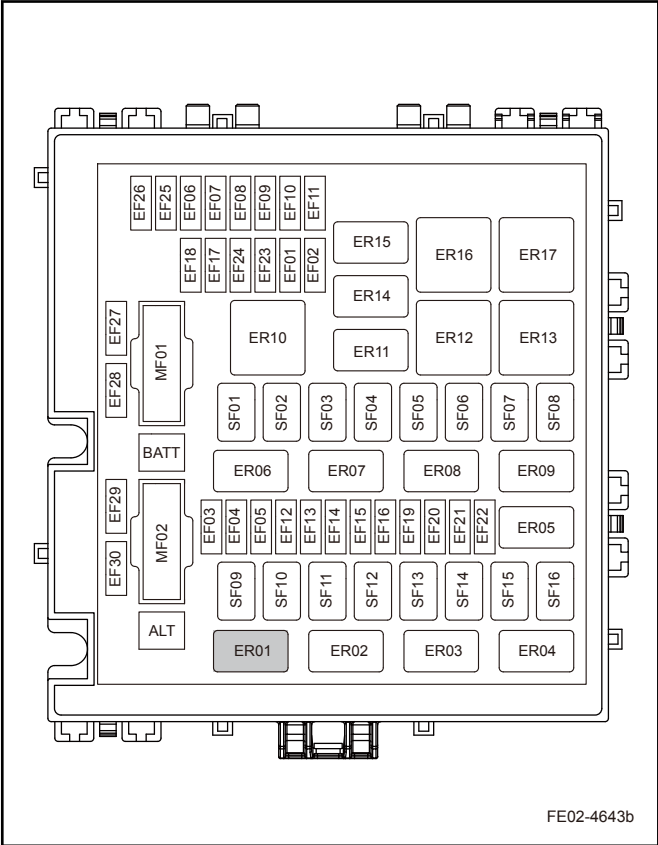 EF26 EF25 EF06 EF07 EF08 EF09 EF10 EF11
EF18 EF17 EF24 EF23 EF01 EF02
ER15 ER16 ER17
ER14
EF27 MF01 ER10 ER11 ER12 ER13
EF28
SF01 SF02 SF03 SF04 SF05 SF06 SF07 SF08
BATT
ER06 ER07 ER08 ER09
EF29 MF02 EF03 EF04 EF05 EF12 EF13 EF14 EF15 EF16 EF19 EF20 EF21 EF22 ER05
EF30
SF09 SF10 SF11 SF12 SF13 SF14 SF15 SF16
ALT
ER01 ER02 ER03 ER04
FE02-4643b